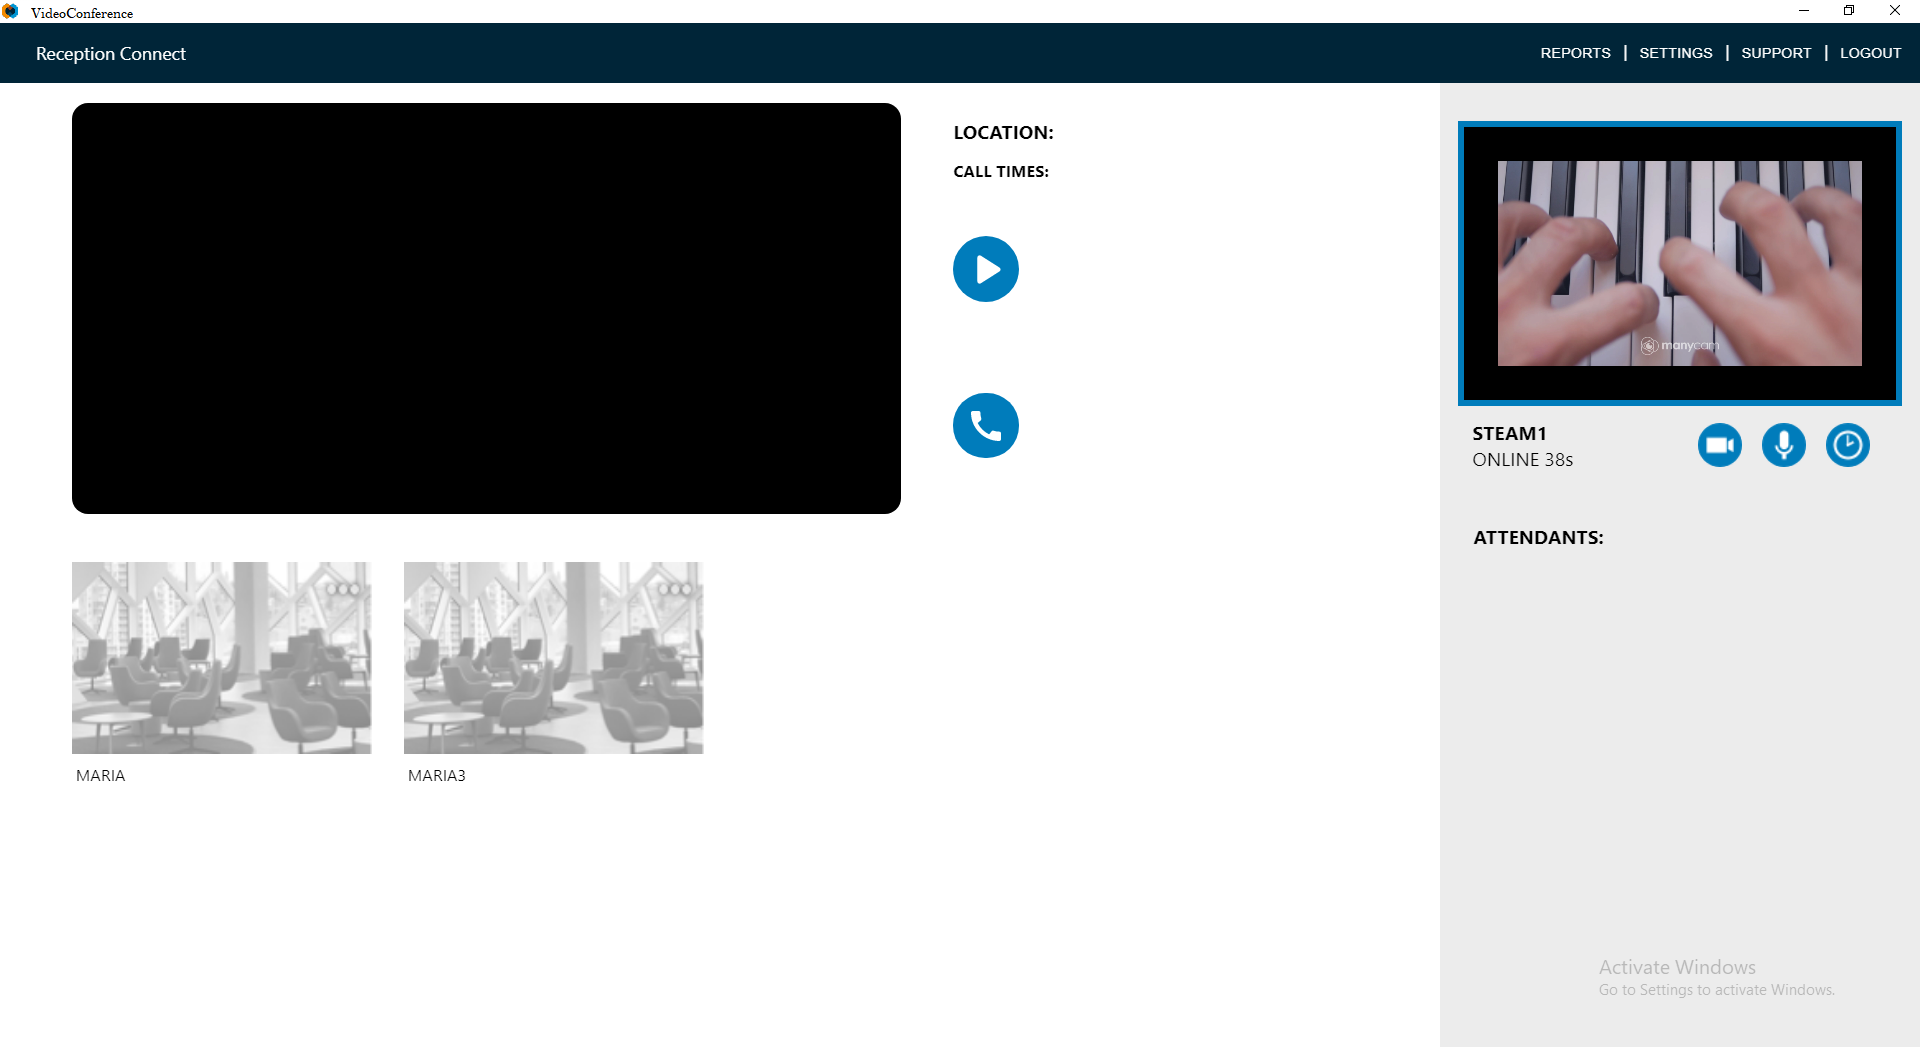 VideoConference
Reception Connect
REPORTS | SETTINGS | SUPPORT | LOGOUT
LOCATION:
CALL TIMES:
manycam
STEAM1
ONLINE 38s
ATTENDANTS:
MARIA
MARIA3
Activate Windows
Go to Settings to activate Windows.